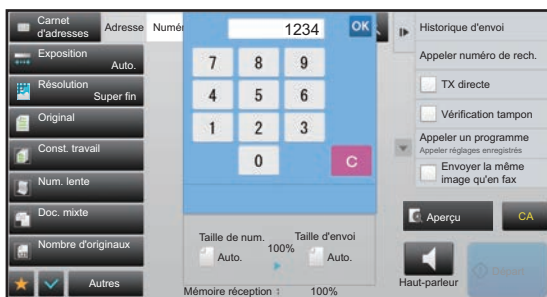 Carnet
d'adresses
Adresse
Numér
1234
OK
Historique d'envoi
Exposition
Auto.
Appeler numéro de rech.
7 8 9
Résolution
Super fin
TX directe
4 5 6
Original
Vérification tampon
1 2 3
Const. travail
Appeler un programme
Appeler réglages enregistrés
0 C
Num. lente
Envoyer la même
image qu'en fax
Doc. mixte
Aperçu
CA
Nombre d'originaux
Taille de num.
100%
Taille d'envoi
Auto.
Auto.
Autres
Mémoire réception :
100%
Haut-parleur
Départ